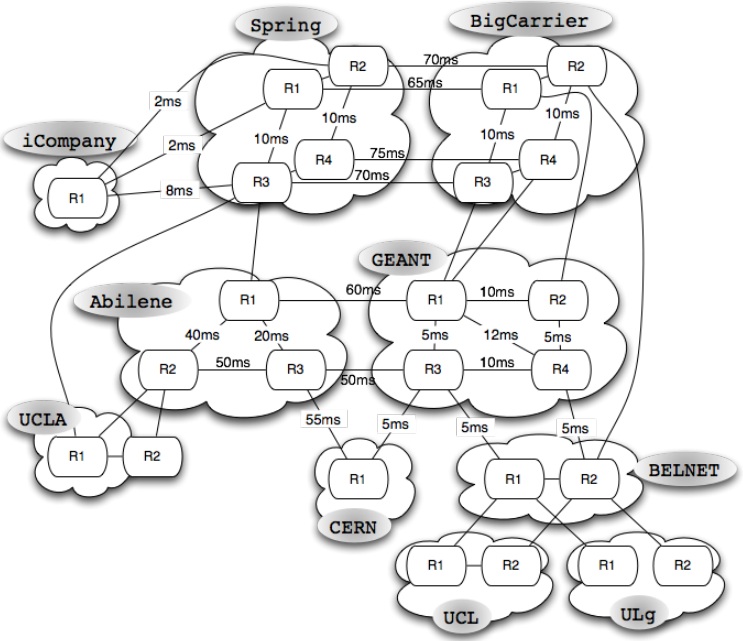 Spring
BigCarrier
R2
70ms
R2
R1
65ms
R1
2ms
10ms
10ms
iCompany
10ms
10ms
2ms
R4
75ms
R4
R1
8ms
R3
70ms
R3
GEANT
Abilene
R1
60ms
R1
10ms
R2
40ms
20ms
5ms
12ms
5ms
R2
50ms
R3
50ms
R3
10ms
R4
UCLA
55ms
5ms
5ms
5ms
R1
R2
R1
R1
R2
BELNET
CERN
R1
R2
R1
R2
UCL
ULg